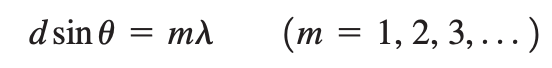 d sin θ = mλ (m = 1, 2, 3, . . . )